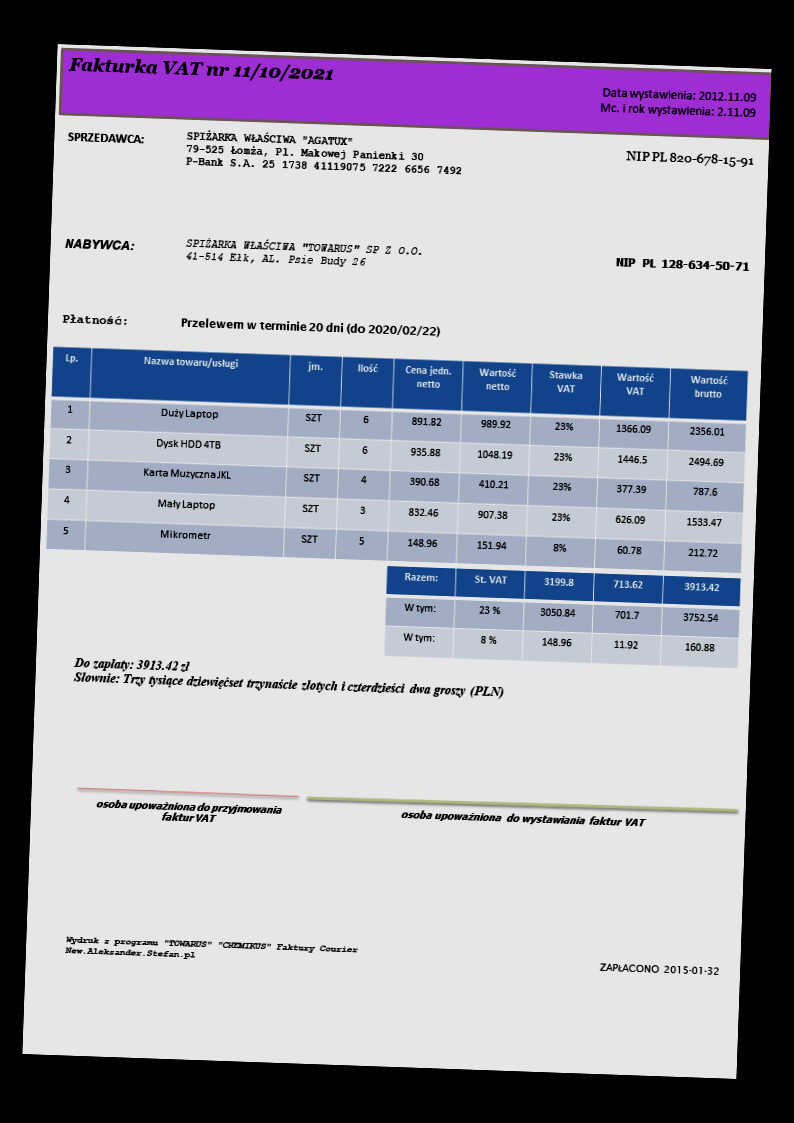 Fakturka VAT nr 11/10/2021
Data wystawienia: 2012.11.09
Mc. i rok wystawienia: 2.11.09
SPRZEDAWCA: SPIŻARKA WŁAŚCIWA "AGATUX"
79-525 Łomża, Pl. Makowej Panienki 30
P-Bank S.A. 25 1738 41119075 7222 6656 7492
NIP PL 820-678-15-91
NABYWCA: SPIŻARKA WŁAŚCIWA "TOWARUS" SP Z O.O.
41-514 Ełk, AL. Psie Budy 26
NIP PL 128-634-50-71
Płatność: Przelewem w terminie 20 dni (do 2020/02/22)
Lp. Nazwa towaru/usługi jm. Ilość Cena jedn. netto Wartość netto Stawka VAT Wartość VAT Wartość brutto
1 Duży Laptop SZT 6 891.82 989.92 23% 1366.09 2356.01
2 Dysk HDD 4TB SZT 6 935.88 1048.19 23% 1446.5 2494.69
3 Karta Muzyczna JKL SZT 4 390.68 410.21 23% 377.39 787.6
4 Mały Laptop SZT 3 832.46 907.38 23% 626.09 1533.47
5 Mikrometr SZT 5 148.96 151.94 8% 60.78 212.72
Razem: St. VAT 3199.8 713.62 3913.42
W tym: 23 % 3050.84 701.7 3752.54
W tym: 8 % 148.96 11.92 160.88
Do zapłaty: 3913.42 zł
Słownie: Trzy tysiące dziewięćset trzynaście złotych i czterdzieści dwa groszy (PLN)
osoba upoważniona do przyjmowania
faktur VAT
osoba upoważniona do wystawiania faktur VAT
Wydruk z programu "TOWARUS" "CHEMIKUS" Faktury Courier
New.Aleksander.Stefan.pl
ZAPŁACONO 2015-01-32